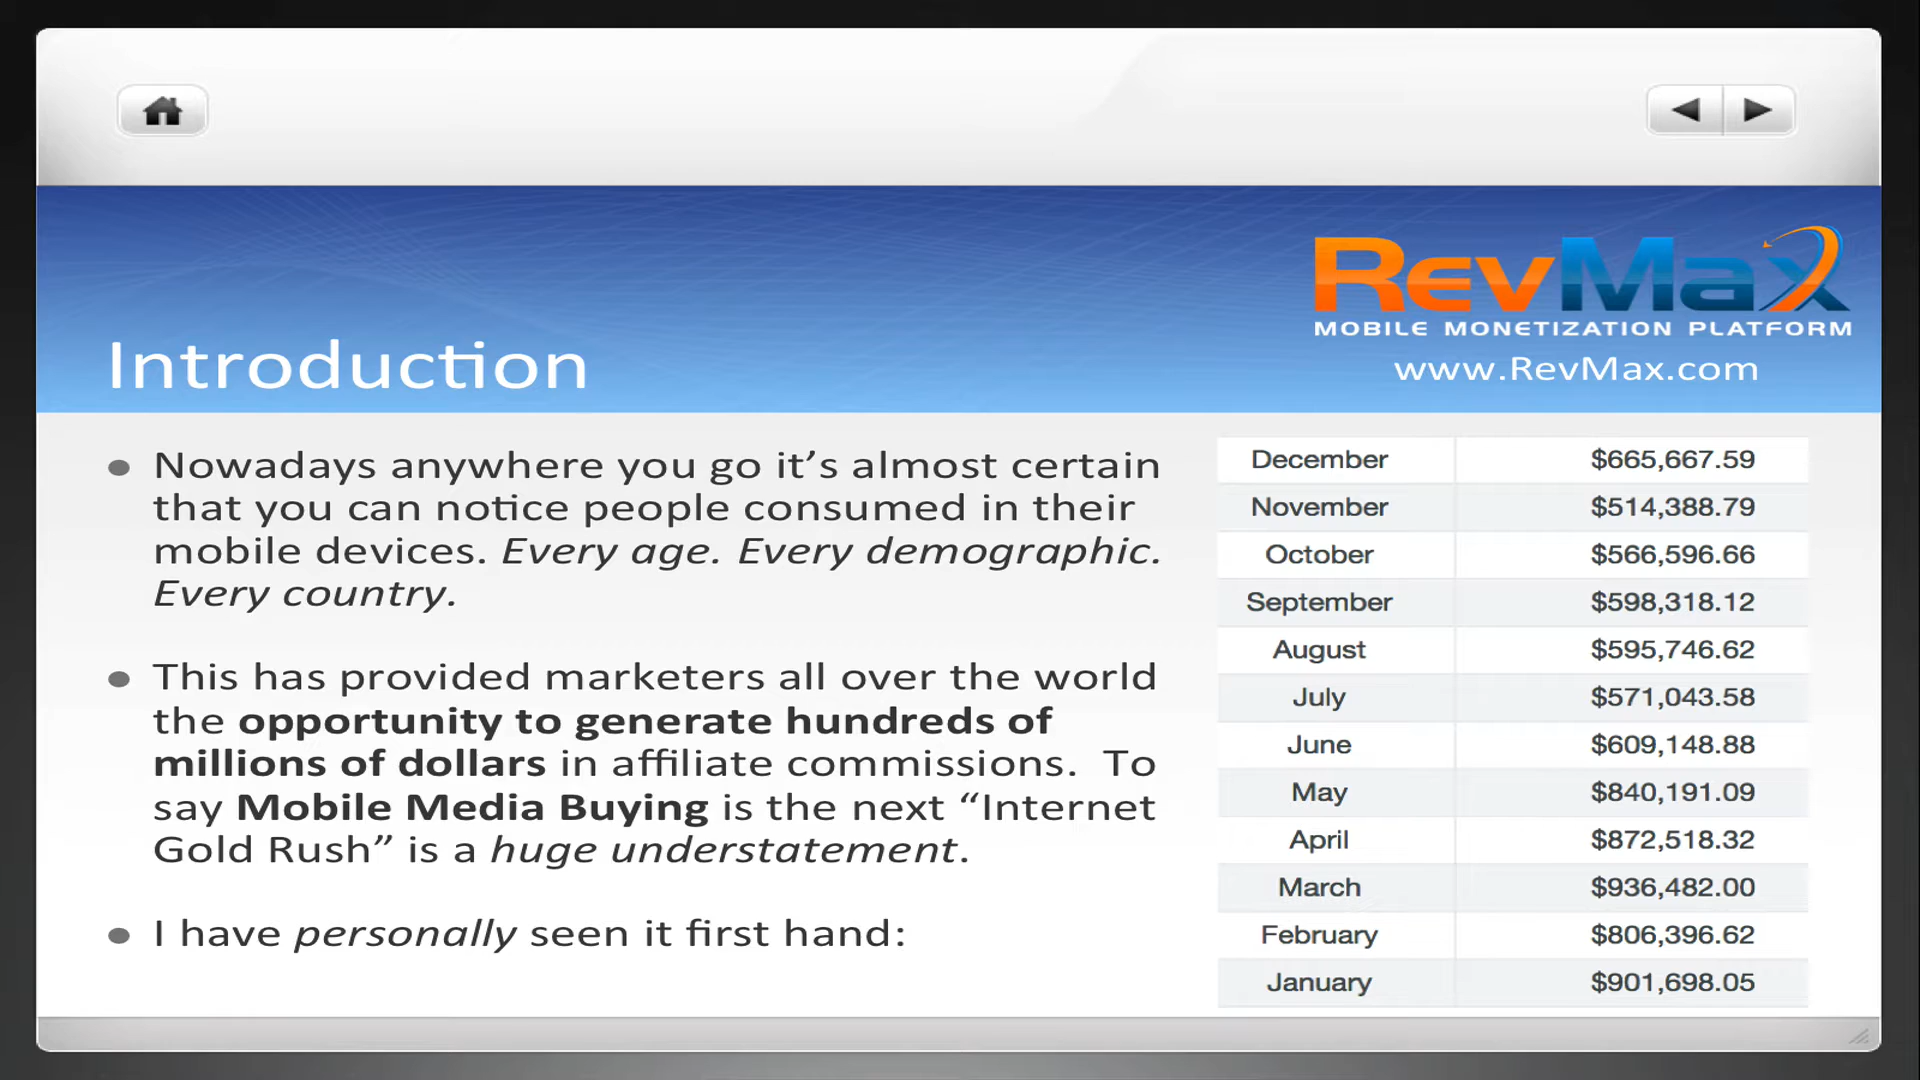 RevMax
MOBILE MONETIZATION PLATFORM
www.RevMax.com
Introduction
• Nowadays anywhere you go it’s almost certain
that you can notice people consumed in their
mobile devices. Every age. Every demographic.
Every country.
• This has provided marketers all over the world
the opportunity to generate hundreds of
millions of dollars in affiliate commissions.  To
say Mobile Media Buying is the next “Internet
Gold Rush” is a huge understatement.
• I have personally seen it first hand:
December $665,667.59
November $514,388.79
October $566,596.66
September $598,318.12
August $595,746.62
July $571,043.58
June $609,148.88
May $840,191.09
April $872,518.32
March $936,482.00
February $806,396.62
January $901,698.05